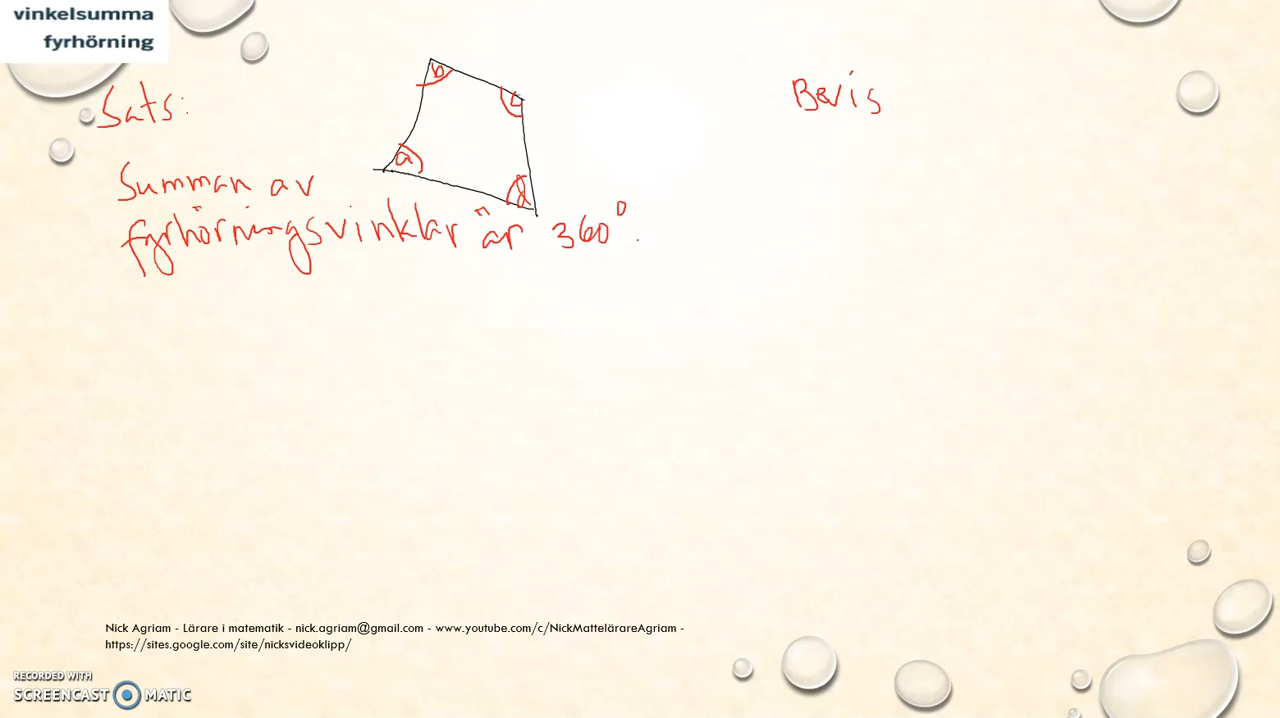 vinkelsumma
fyrhörning
Sats:
b
c
a
d
Bevis
Summan av
fyrhörningsvinklar är 360°.
Nick Agriam - Lärare i matematik - nick.agriam@gmail.com - www.youtube.com/c/NickMattelärareAgriam -
https://sites.google.com/site/nicksvideoklipp/
RECORDED WITH
SCREENCAST MATIC